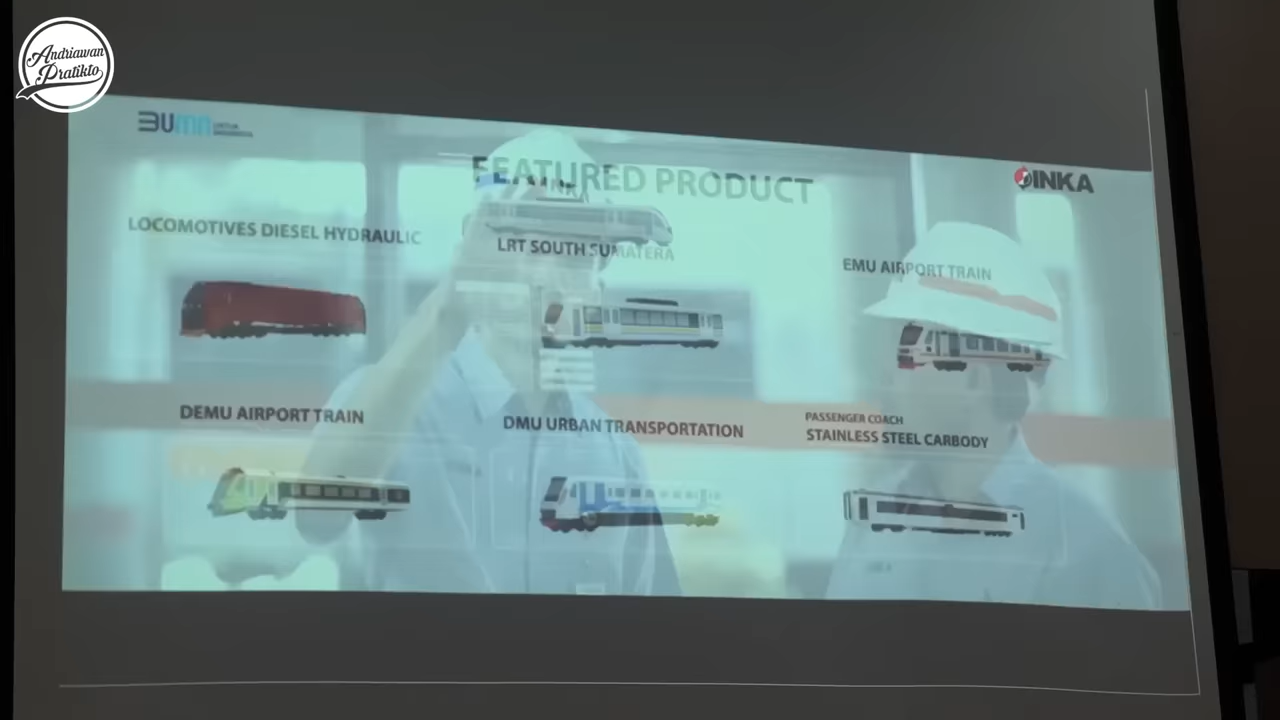 Andriawan
Pratikto
BUMN
INKA
FEATURED PRODUCT
LOCOMOTIVES DIESEL HYDRAULIC
LRT SOUTH SUMATERA
EMU AIRPORT TRAIN
DEMU AIRPORT TRAIN
DMU URBAN TRANSPORTATION
PASSENGER COACH
STAINLESS STEEL CARBODY